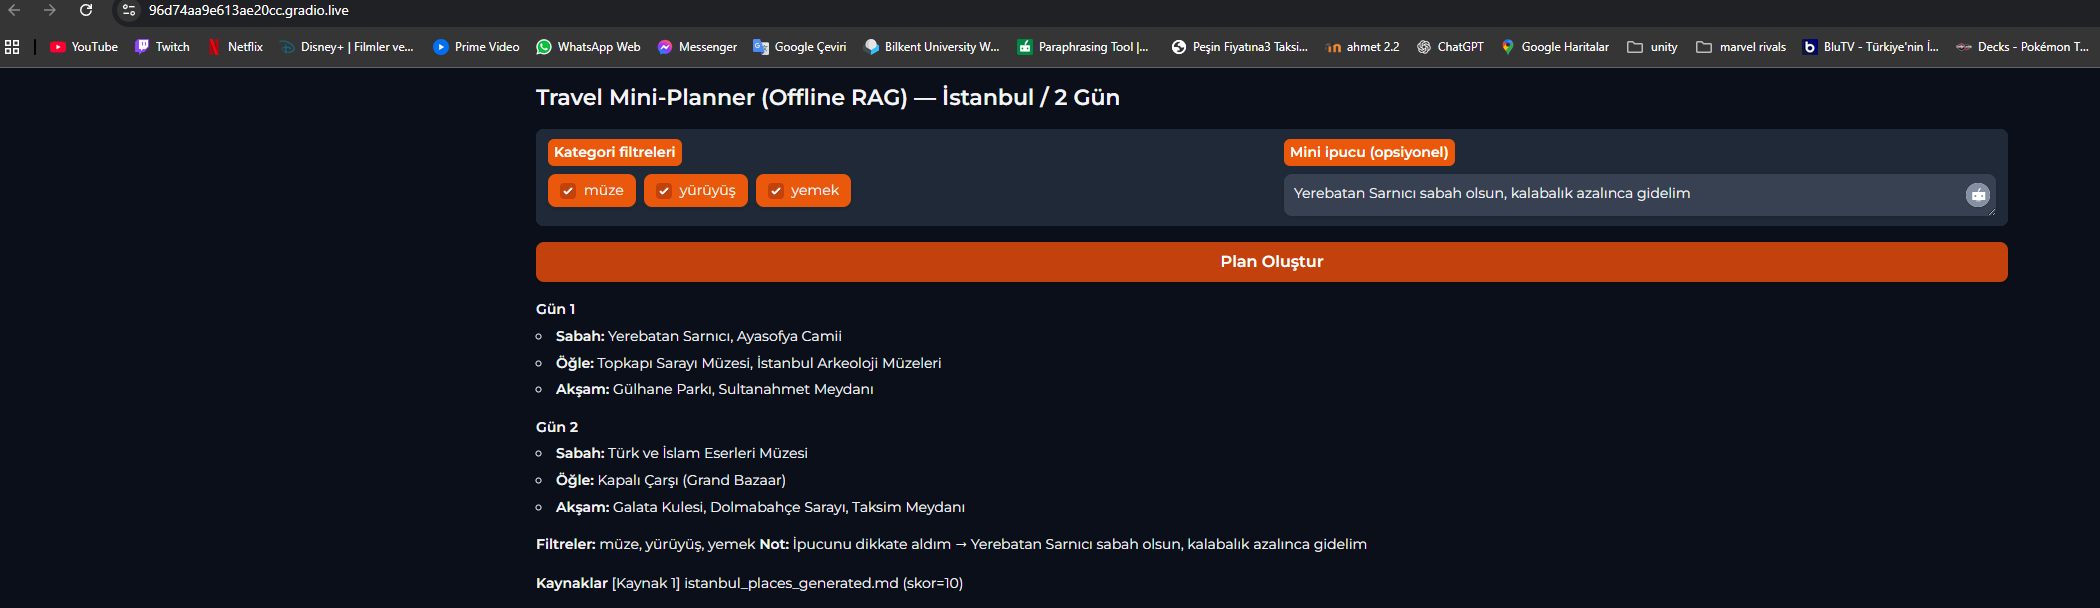 96d74aa9e613ae20cc.gradio.live
YouTube Twitch Netflix Disney+ | Filmler ve... Prime Video WhatsApp Web Messenger Google Çeviri Bilkent University W... Paraphrasing Tool |... Peşin Fiyatına3 Taksi... ahmet 2.2 ChatGPT Google Haritalar unity marvel rivals BluTV - Türkiye'nin İ... Decks - Pokémon T...
Travel Mini-Planner (Offline RAG) — İstanbul / 2 Gün
Kategori filtreleri
müze yürüyüş yemek
Mini ipucu (opsiyonel)
Yerebatan Sarnıcı sabah olsun, kalabalık azalınca gidelim
Plan Oluştur
Gün 1
Sabah: Yerebatan Sarnıcı, Ayasofya Camii
Öğle: Topkapı Sarayı Müzesi, İstanbul Arkeoloji Müzeleri
Akşam: Gülhane Parkı, Sultanahmet Meydanı
Gün 2
Sabah: Türk ve İslam Eserleri Müzesi
Öğle: Kapalı Çarşı (Grand Bazaar)
Akşam: Galata Kulesi, Dolmabahçe Sarayı, Taksim Meydanı
Filtreler: müze, yürüyüş, yemek Not: İpucunu dikkate aldım → Yerebatan Sarnıcı sabah olsun, kalabalık azalınca gidelim
Kaynaklar [Kaynak 1] istanbul_places_generated.md (skor=10)